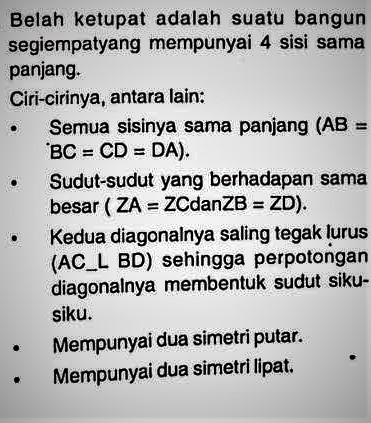 Belah ketupat adalah suatu bangun
segiempatyang mempunyai 4 sisi sama
panjang.
Ciri-cirinya, antara lain:
• Semua sisinya sama panjang (AB =
BC = CD = DA).
• Sudut-sudut yang berhadapan sama
besar ( ZA = ZCdanZB = ZD).
• Kedua diagonalnya saling tegak lurus
(AC_L BD) sehingga perpotongan
diagonalnya membentuk sudut siku-
siku.
• Mempunyai dua simetri putar.
• Mempunyai dua simetri lipat.